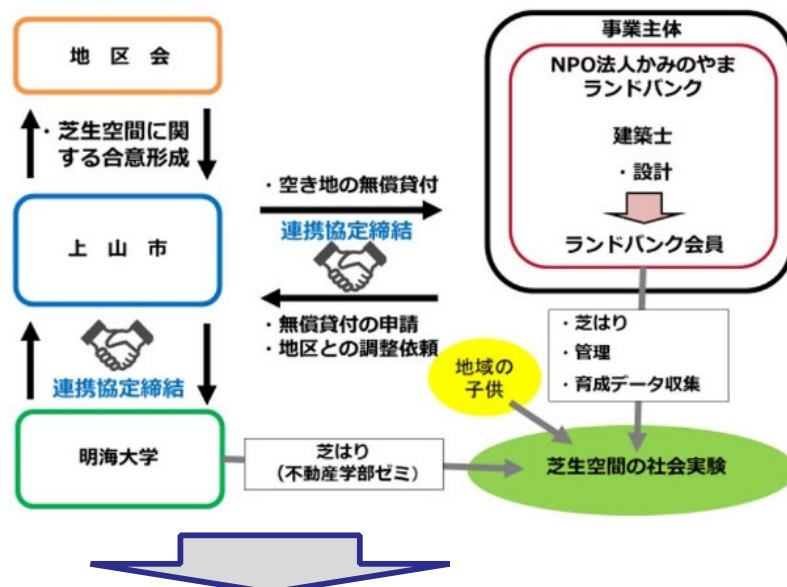 地区会
・芝生空間に関
する合意形成
上山市
連携協定締結
明海大学
・空き地の無償貸付
連携協定締結
・無償貸付の申請
・地区との調整依頼
事業主体
NPO法人かみのやま
ランドバンク
建築士
・設計
ランドバンク会員
・芝はり
・管理
・育成データ収集
地域の
子供
芝はり
(不動産学部ゼミ)
芝生空間の社会実験